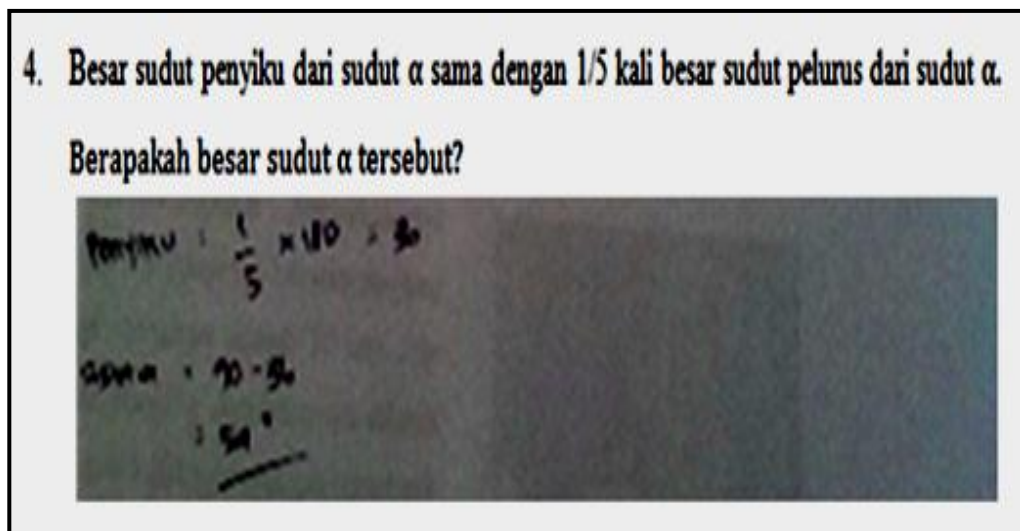 4. Besar sudut penyiku dari sudut α sama dengan 1/5 kali besar sudut pelurus dari sudut α.
Berapakah besar sudut α tersebut?
Penyiku : 1/5 × 180 = 36
= 90 - 36
= 54°